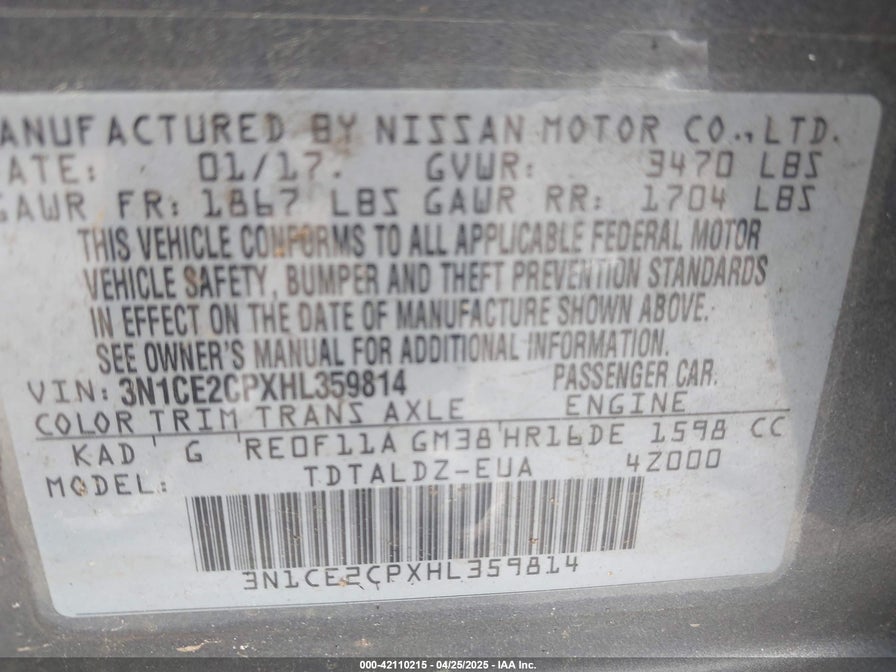 ANUFACTURED BY NISSAN MOTOR CO.,LTD.
ATE: 01/17. GVWR: 3470 LBS
GAWR FR: 1867 LBS GAWR RR: 1704 LBS
THIS VEHICLE CONFORMS TO ALL APPLICABLE FEDERAL MOTOR
VEHICLE SAFETY, BUMPER AND THEFT PREVENTION STANDARDS
IN EFFECT ON THE DATE OF MANUFACTURE SHOWN ABOVE.
SEE OWNER'S MANUAL FOR ADDITIONAL INFORMATION.
VIN: 3N1CE2CPXHL359814 PASSENGER CAR.
COLOR TRIM TRANS AXLE ENGINE
KAD G RE0F11A GM38 HR16DE 1598 CC
MODEL: TDTALDZ-EUA 4Z000
3N1CE2CPXHL359814
000-42110215 - 04/25/2025 - IAA Inc.